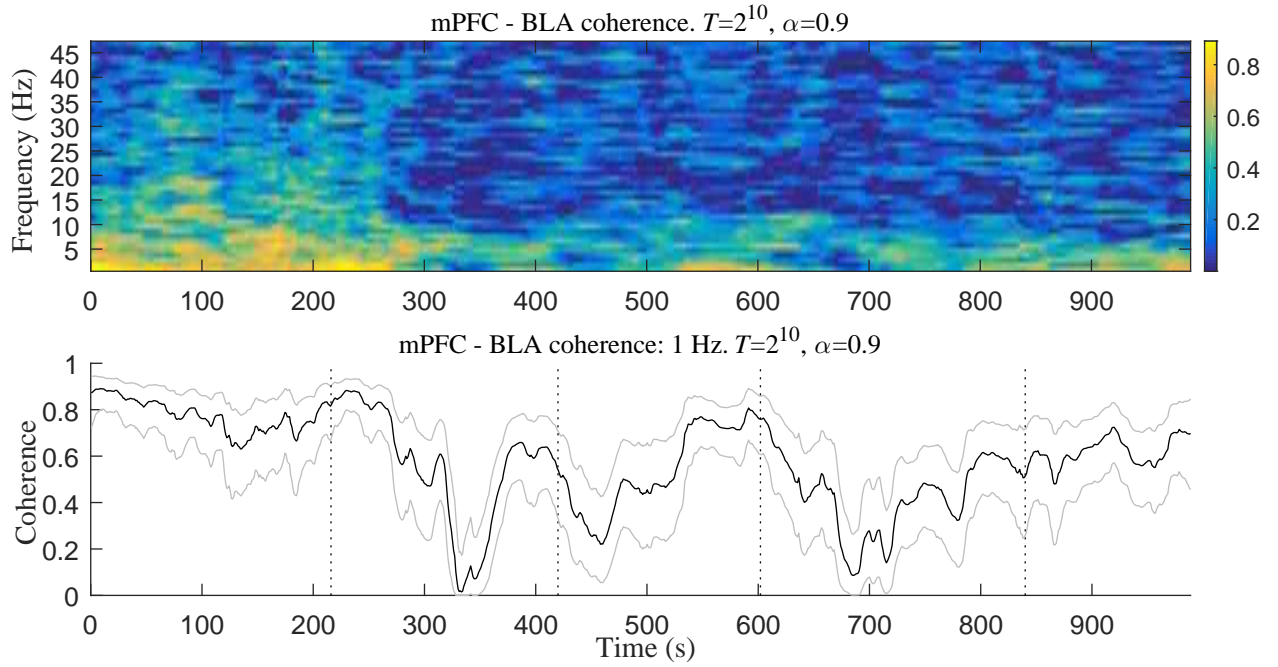 mPFC - BLA coherence. T=2^10, α=0.9
Frequency (Hz)
45
40
35
30
25
20
15
10
5
0 100 200 300 400 500 600 700 800 900
0.8
0.6
0.4
0.2
mPFC - BLA coherence: 1 Hz. T=2^10, α=0.9
Coherence
1
0.8
0.6
0.4
0.2
0
0 100 200 300 400 500 600 700 800 900
Time (s)